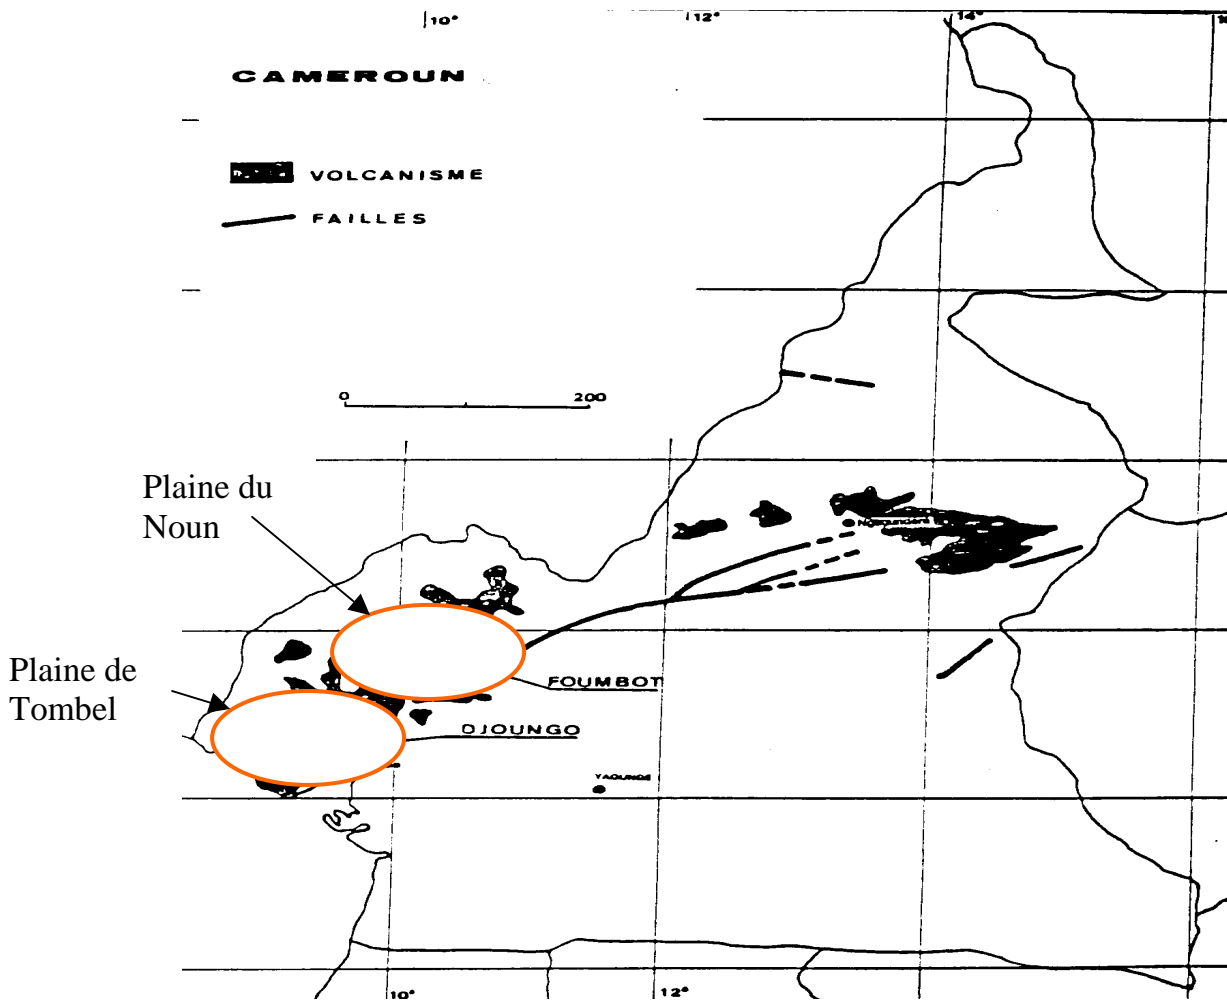 10°
12°
14°
CAMEROUN
VOLCANISME
FAILLES
0
200
Plaine du
Noun
Plaine de
Tombel
FOUMBOT
DJOUNGO
YAOUNDE
10°
12°